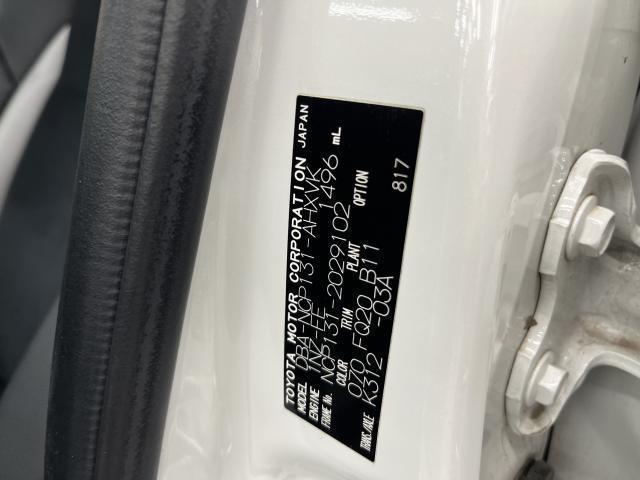 TOYOTA MOTOR CORPORATION JAPAN
MODEL DBA-NCP131-AHXVK
ENGINE 1NZ-FE 1496 mL
FRAME No. NCP131-2029102
COLOR TRIM PLANT OPTION
070 FQ20 B11
TRANS/AXLE K312 -03A 817